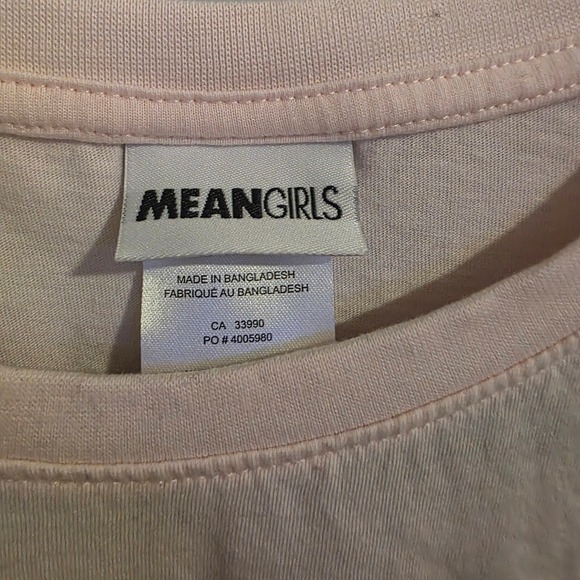 MEANGIRLS
MADE IN BANGLADESH
FABRIQUÉ AU BANGLADESH
CA 33990
PO # 4005980